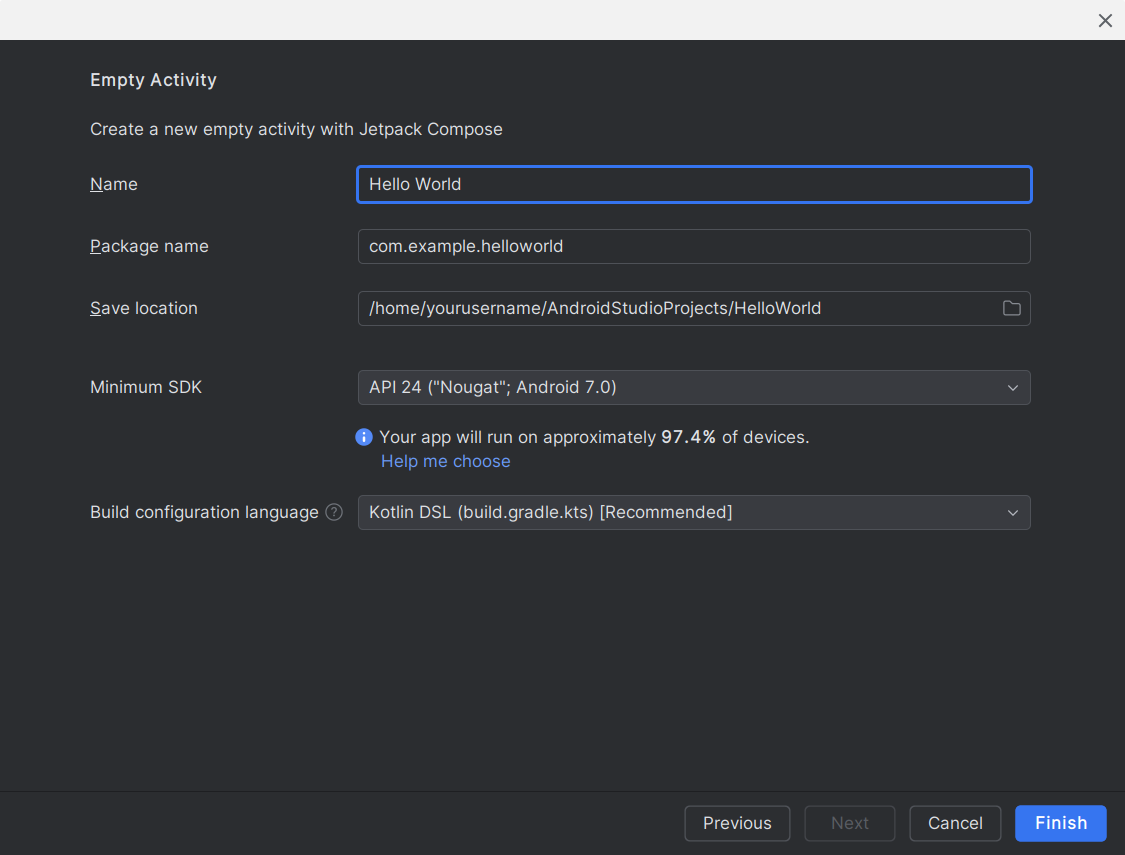 Empty Activity
Create a new empty activity with Jetpack Compose
Name
Hello World
Package name
com.example.helloworld
Save location
/home/yourusername/AndroidStudioProjects/HelloWorld
Minimum SDK
API 24 ("Nougat"; Android 7.0)
Your app will run on approximately 97.4% of devices.
Help me choose
Build configuration language
Kotlin DSL (build.gradle.kts) [Recommended]
Previous
Next
Cancel
Finish